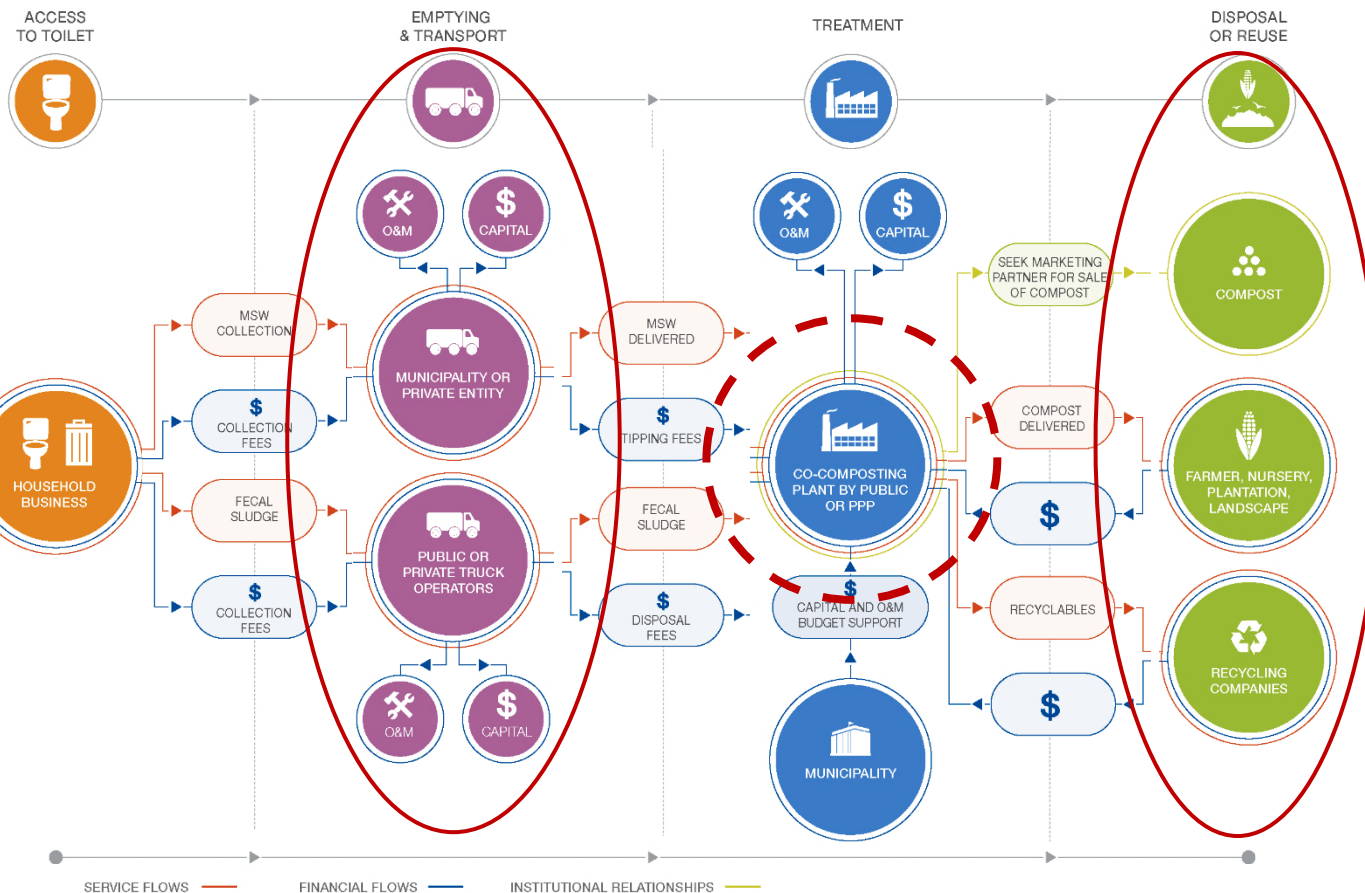 ACCESS
TO TOILET
EMPTYING
& TRANSPORT
TREATMENT
DISPOSAL
OR REUSE
O&M
$
CAPITAL
O&M
$
CAPITAL
MSW
COLLECTION
MUNICIPALITY OR
PRIVATE ENTITY
$
COLLECTION
FEES
MSW
DELIVERED
$
TIPPING FEES
SEEK MARKETING
PARTNER FOR SALE
OF COMPOST
COMPOST
HOUSEHOLD
BUSINESS
FECAL
SLUDGE
$
COLLECTION
FEES
PUBLIC OR
PRIVATE TRUCK
OPERATORS
FECAL
SLUDGE
$
DISPOSAL
FEES
O&M
$
CAPITAL
CO-COMPOSTING
PLANT BY PUBLIC
OR PPP
$
CAPITAL AND O&M
BUDGET SUPPORT
MUNICIPALITY
COMPOST
DELIVERED
$
FARMER, NURSERY,
PLANTATION,
LANDSCAPE
RECYCLABLES
$
RECYCLING
COMPANIES
SERVICE FLOWS
FINANCIAL FLOWS
INSTITUTIONAL RELATIONSHIPS